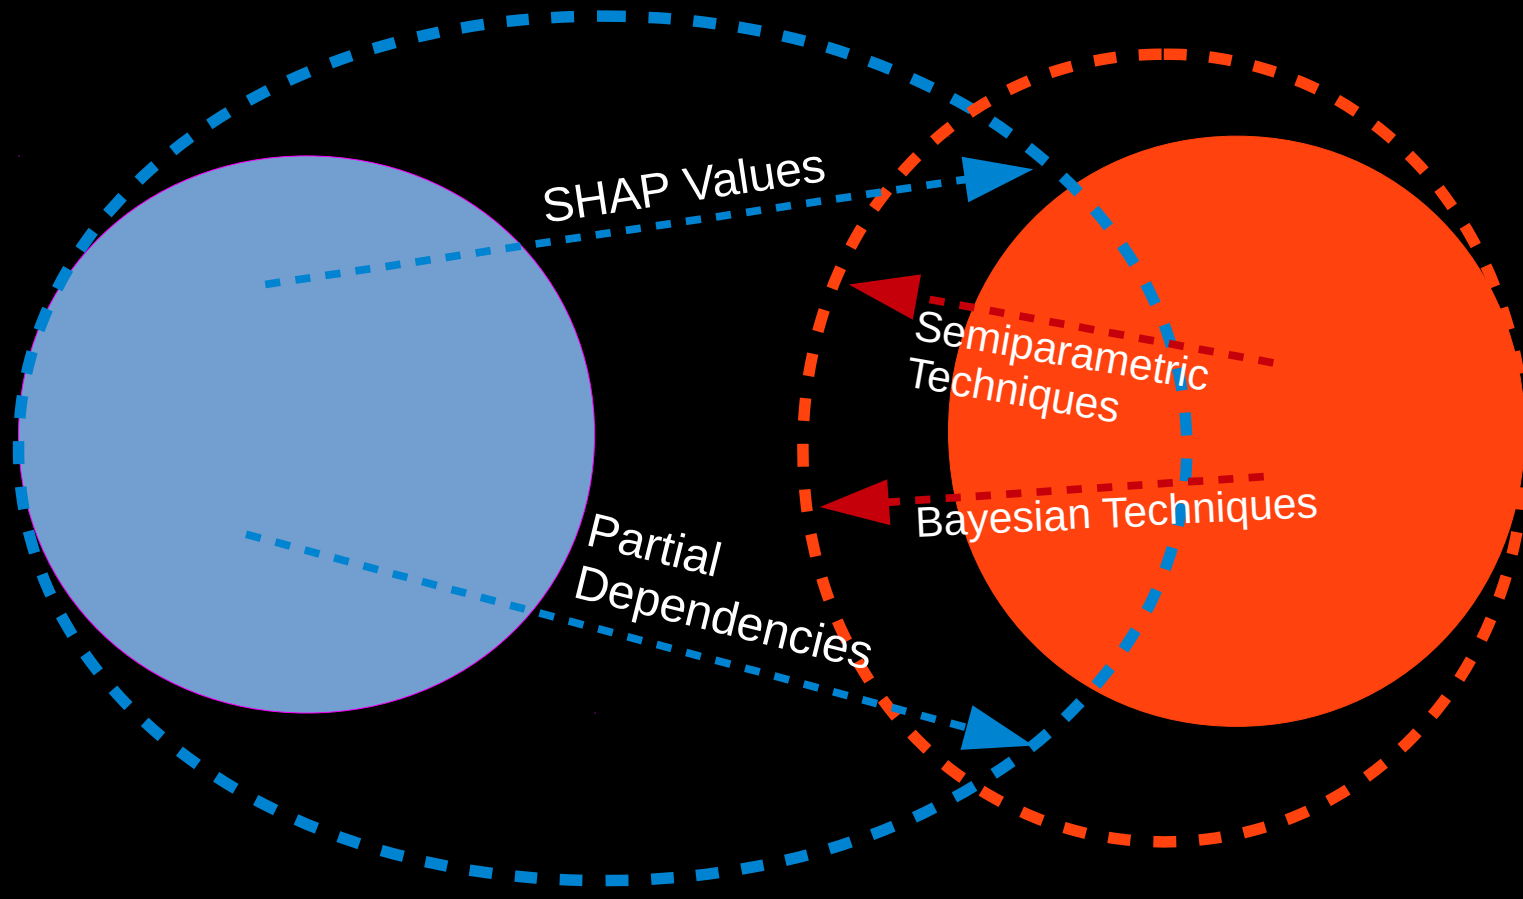 SHAP Values
Semiparametric
Techniques
Bayesian Techniques
Partial
Dependencies